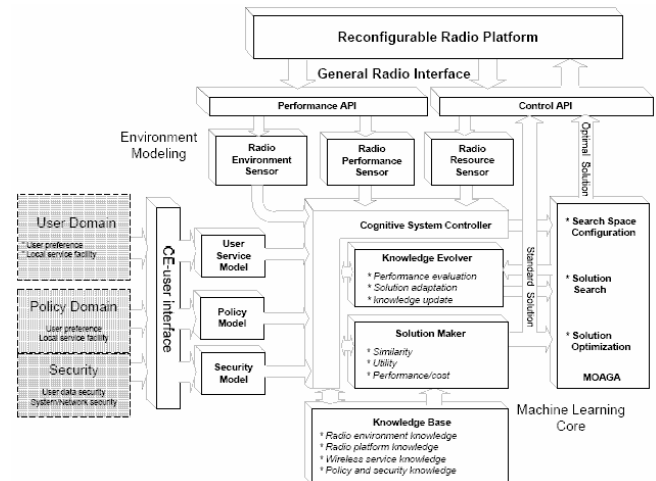 Reconfigurable Radio Platform
General Radio Interface
Performance API
Control API
Environment
Modeling
Radio
Environment
Sensor
Radio
Performance
Sensor
Radio
Resource
Sensor
Optimal Solution
User Domain
* User preference
* Local service facility
Policy Domain
User preference
Local service facility
Security
User data security
System/Network security
CE-user interface
User
Service
Model
Policy
Model
Security
Model
Cognitive System Controller
Knowledge Evolver
* Performance evaluation
* Solution adaptation
* knowledge update
Solution Maker
* Similarity
* Utility
* Performance/cost
Standard Solution
* Search Space
Configuration
* Solution
Search
* Solution
Optimization
MOAGA
Knowledge Base
* Radio environment knowledge
* Radio platform knowledge
* Wireless service knowledge
* Policy and security knowledge
Machine Learning
Core